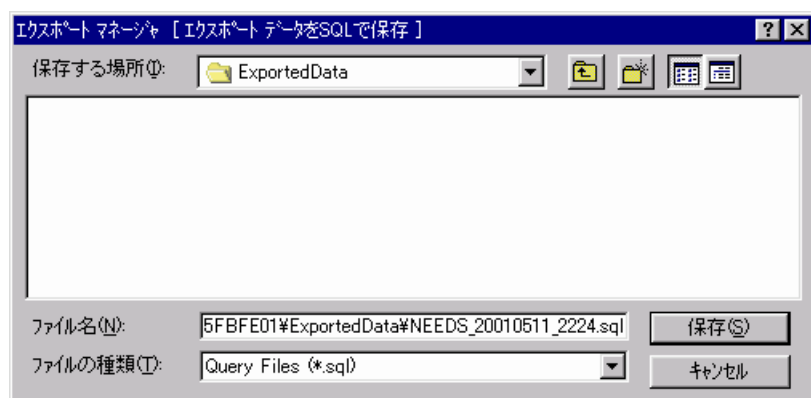 ｴｸｽﾎﾟｰﾄ ﾏﾈｰｼﾞｬ [ ｴｸｽﾎﾟｰﾄ ﾃﾞｰﾀをSQLで保存 ]
保存する場所(I):
ExportedData
ﾌｧｲﾙ名(N):
5FBFE01¥ExportedData¥NEEDS_20010511_2224.sql
保存(S)
ﾌｧｲﾙの種類(T):
Query Files (*.sql)
ｷｬﾝｾﾙ